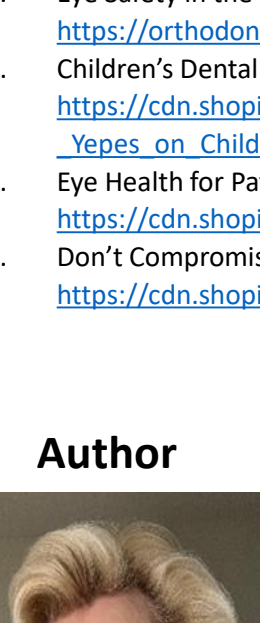 . Eye Safety in the
https://orthodon
. Children's Dental
https://cdn.shopi
_Yepes_on_Child
. Eye Health for Pa
https://cdn.shopi
. Don't Compromis
https://cdn.shopi
Author